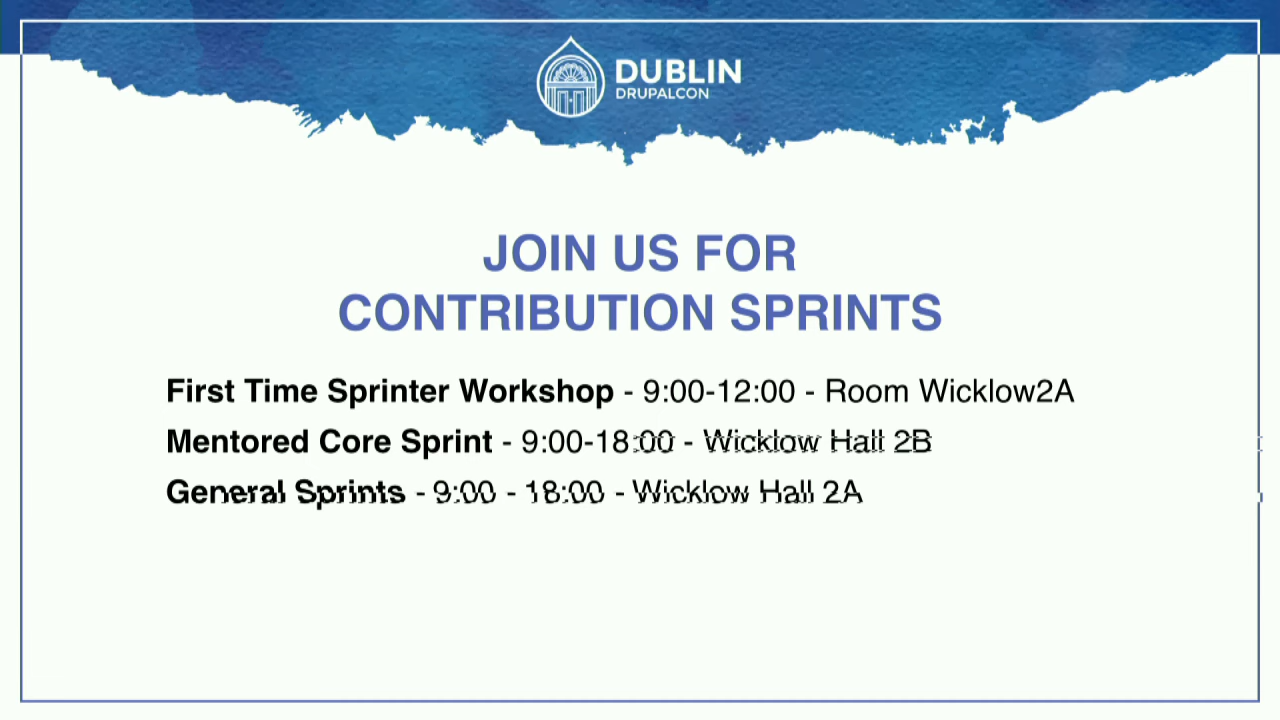 DUBLIN
DRUPALCON
JOIN US FOR
CONTRIBUTION SPRINTS
First Time Sprinter Workshop - 9:00-12:00 - Room Wicklow2A
Mentored Core Sprint - 9:00-18:00 - Wicklow Hall 2B
General Sprints - 9:00 - 18:00 - Wicklow Hall 2A